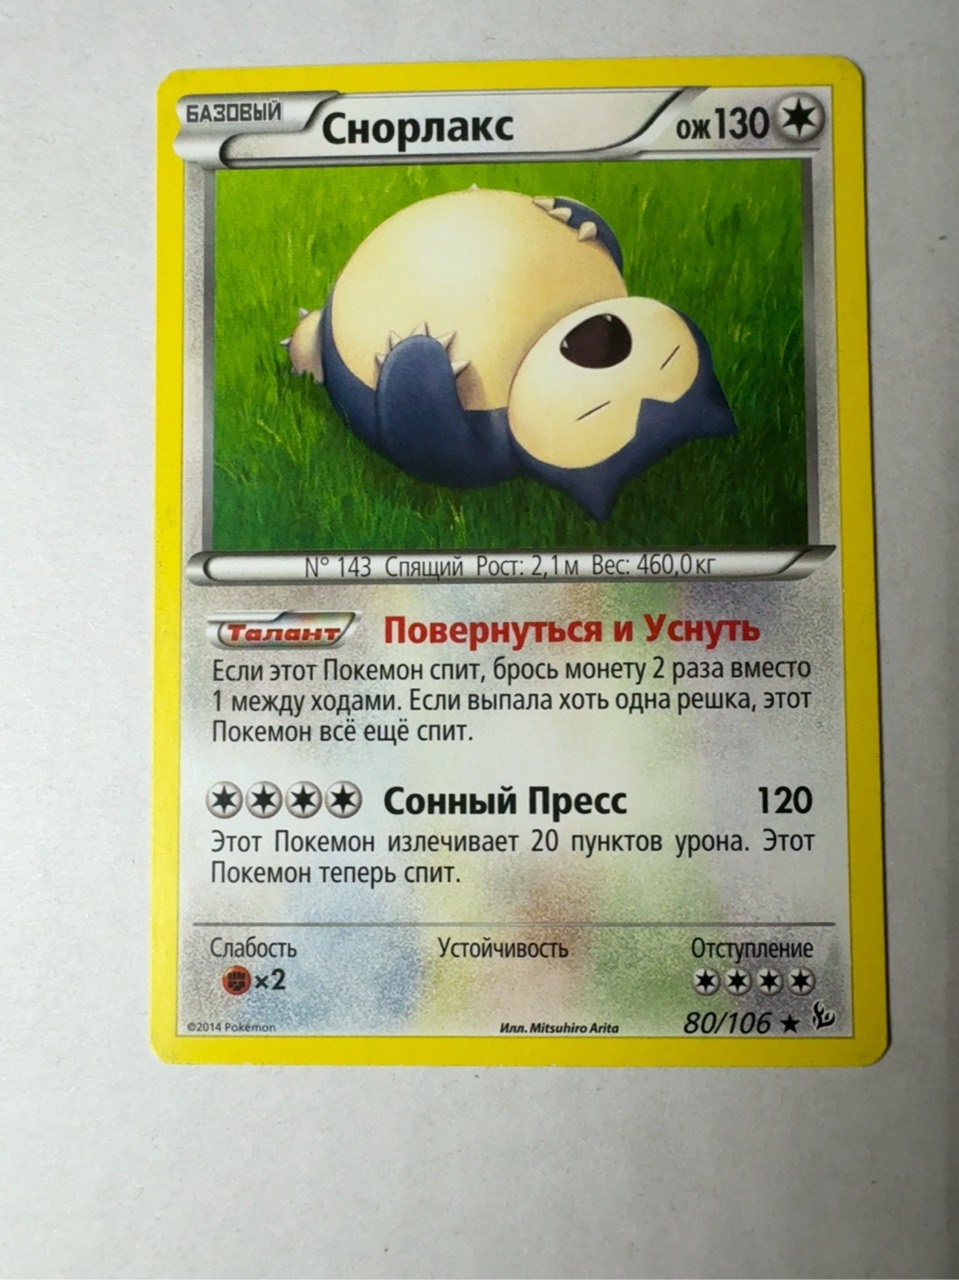 БАЗОВЫЙ
Снорлакс
ОЖ130
N° 143 Спящий Рост: 2,1м Вес: 460,0кг
Талант Повернуться и Уснуть
Если этот Покемон спит, брось монету 2 раза вместо
1 между ходами. Если выпала хоть одна решка, этот
Покемон всё ещё спит.
Сонный Пресс 120
Этот Покемон излечивает 20 пунктов урона. Этот
Покемон теперь спит.
Слабость Устойчивость Отступление
×2
©2014 Pokémon Илл. Mitsuhiro Arita 80/106 ★